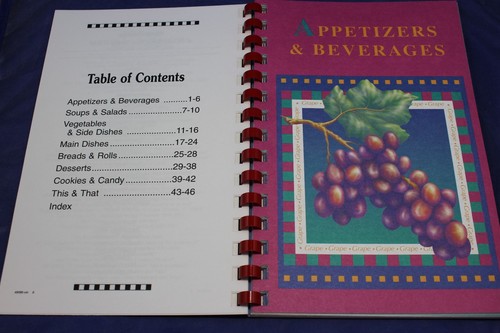 Table of Contents
Appetizers & Beverages ..........1-6
Soups & Salads......................7-10
Vegetables
& Side Dishes .....................11-16
Main Dishes..........................17-24
Breads & Rolls.......................25-28
Desserts................................29-38
Cookies & Candy...................39-42
This & That ...........................43-46
Index
APPETIZERS
& BEVERAGES
Grape